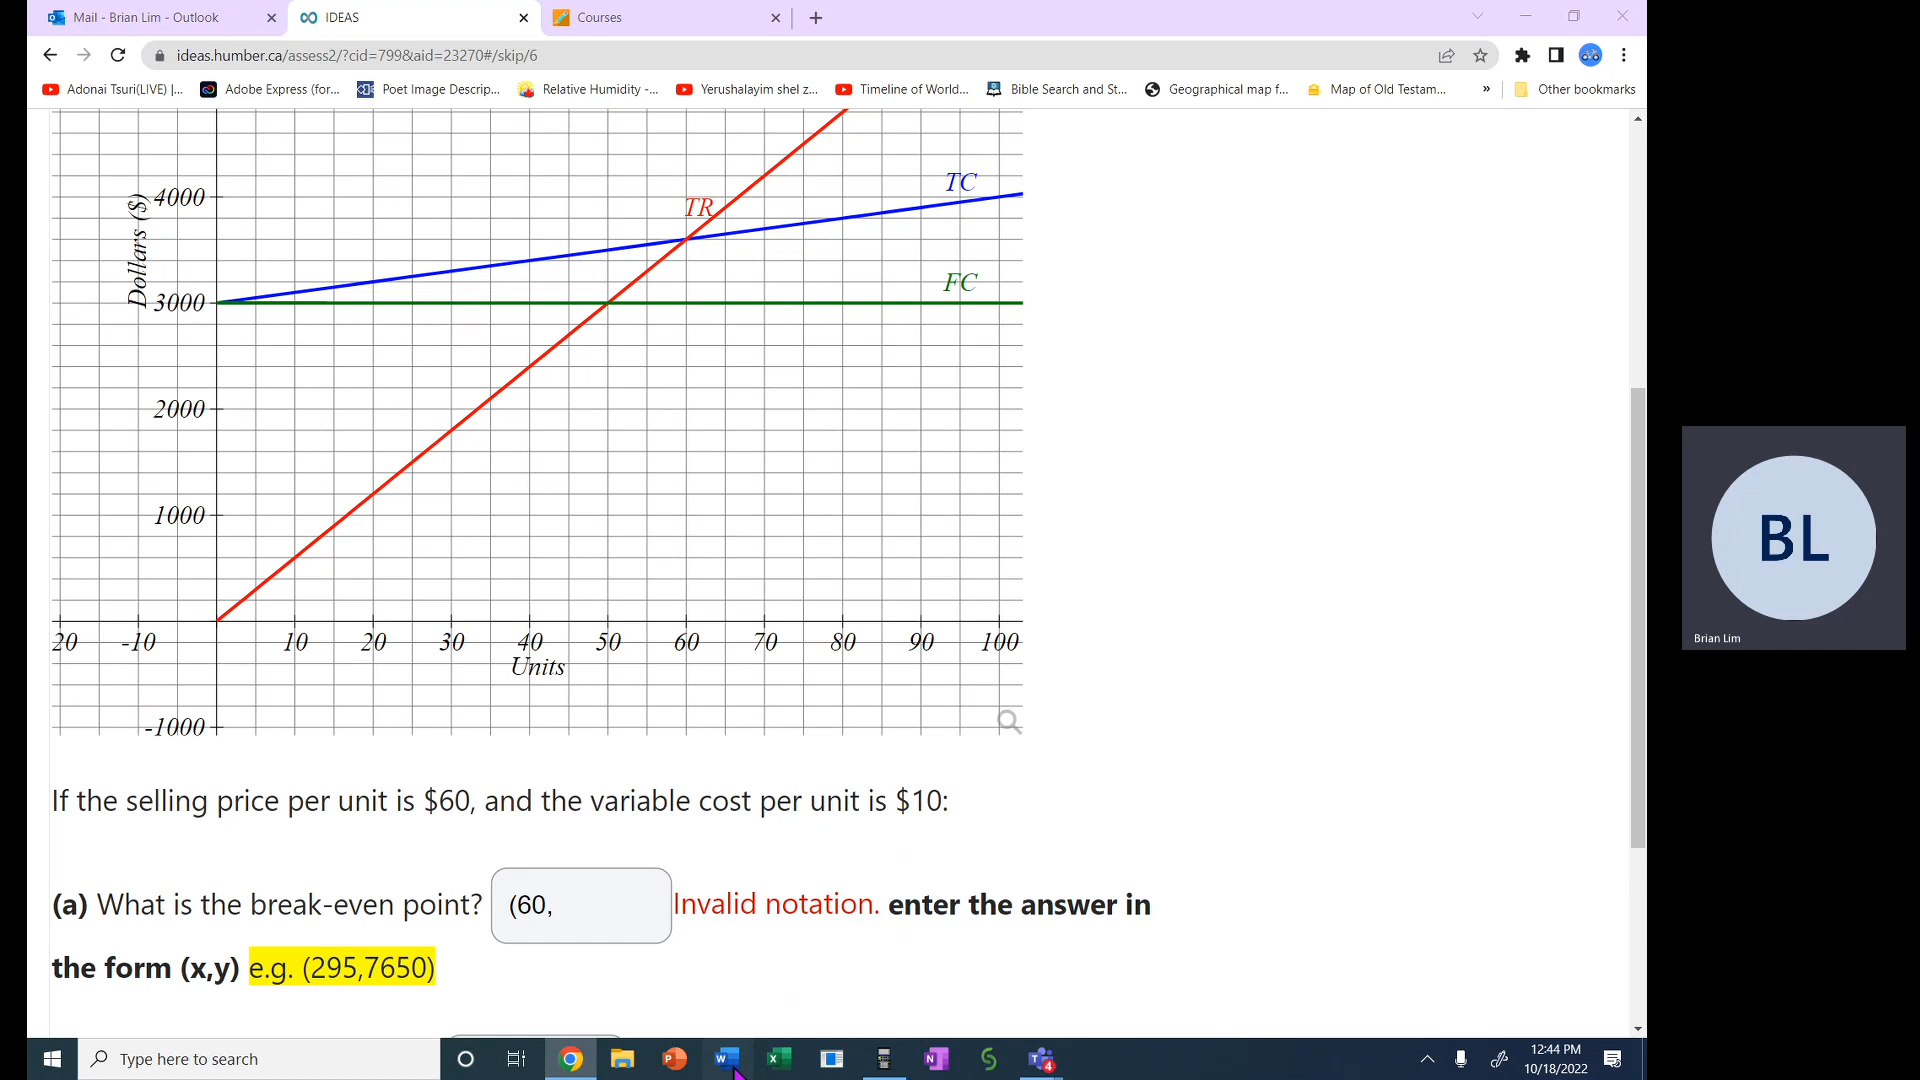 Mail - Brian Lim - Outlook
IDEAS
Courses
ideas.humber.ca/assess2/?cid=799&aid=23270#/skip/6
Adonai Tsuri(LIVE) |...
Adobe Express (for...
Poet Image Descrip...
Relative Humidity -...
Yerushalayim shel z...
Timeline of World...
Bible Search and St...
Geographical map f...
Map of Old Testam...
»
Other bookmarks
TC
4000
TR
Dollars ($)
FC
3000
2000
1000
20 -10 10 20 30 40 50 60 70 80 90 100
Units
-1000
BL
Brian Lim
If the selling price per unit is $60, and the variable cost per unit is $10:
(a) What is the break-even point? (60, Invalid notation. enter the answer in
the form (x,y) e.g. (295,7650)
Type here to search
12:44 PM
10/18/2022
4